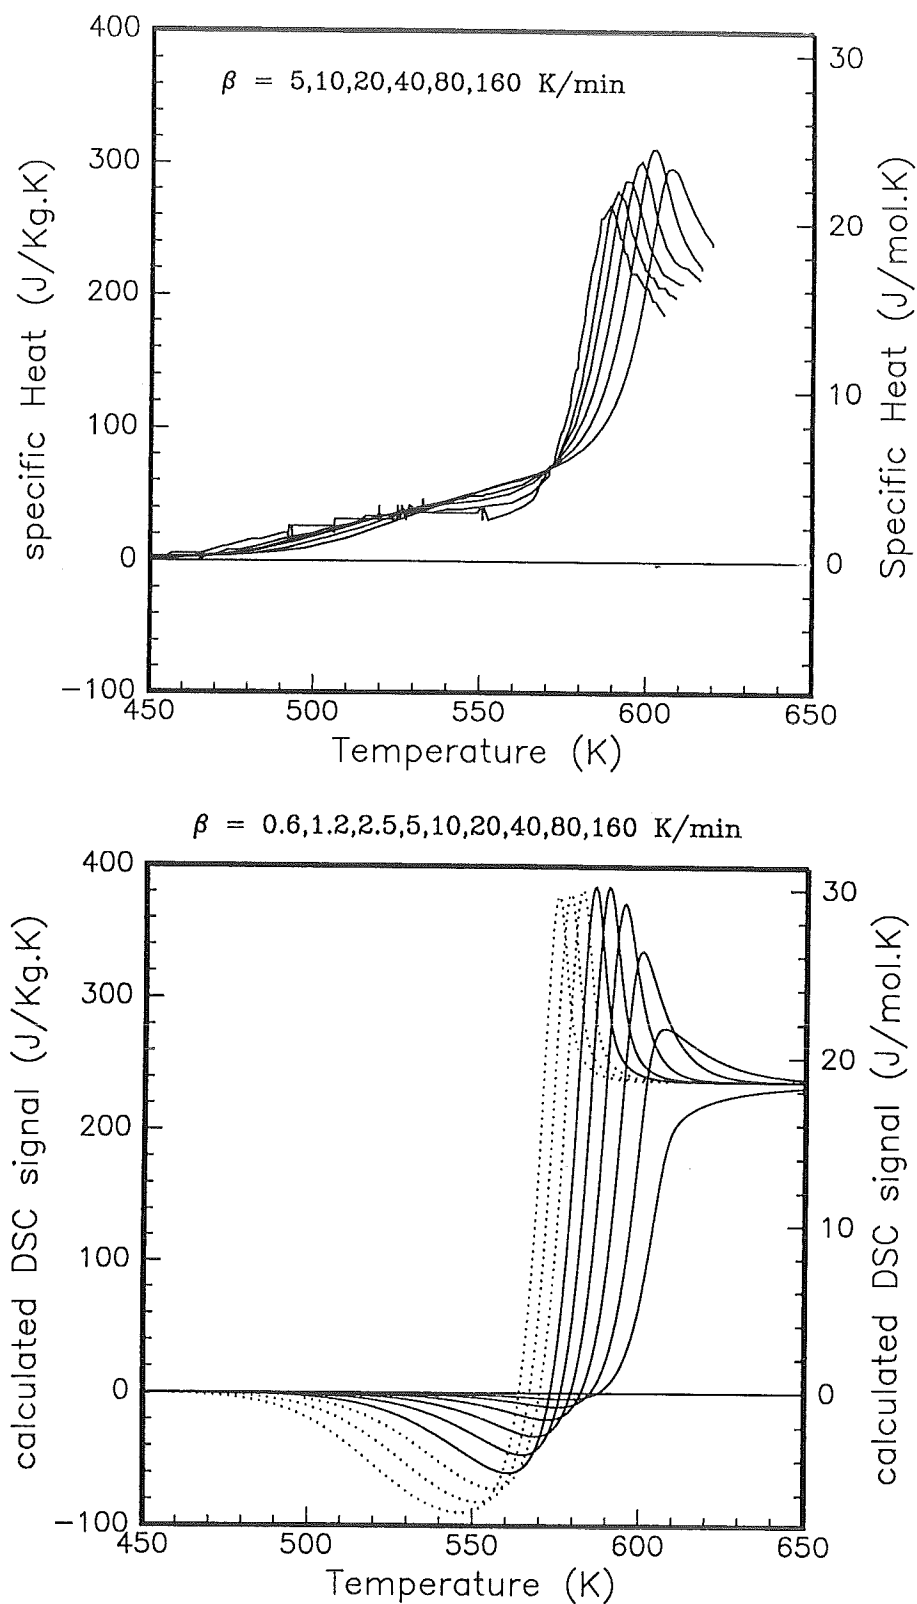 β = 5,10,20,40,80,160 K/min
specific Heat (J/Kg.K)
400
300
200
100
0
−100
Specific Heat (J/mol.K)
30
20
10
0
450 500 550 600 650
Temperature (K)
β = 0.6,1.2,2.5,5,10,20,40,80,160 K/min
calculated DSC signal (J/Kg.K)
400
300
200
100
0
−100
calculated DSC signal (J/mol.K)
30
20
10
0
450 500 550 600 650
Temperature (K)